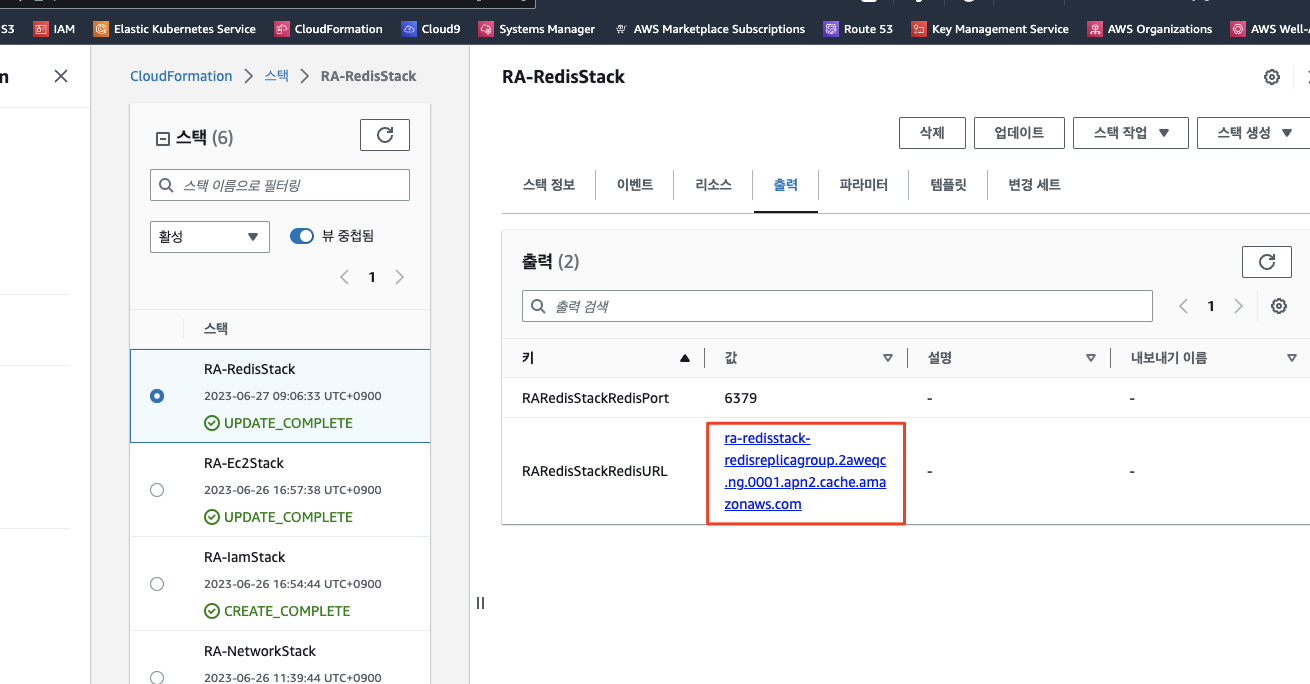 S3 IAM Elastic Kubernetes Service CloudFormation Cloud9 Systems Manager AWS Marketplace Subscriptions Route 53 Key Management Service AWS Organizations AWS Well-
n
CloudFormation 스택 RA-RedisStack
스택 (6)
스택 이름으로 필터링
활성 뷰 중첩됨
1
스택
RA-RedisStack
2023-06-27 09:06:33 UTC+0900
UPDATE_COMPLETE
RA-Ec2Stack
2023-06-26 16:57:38 UTC+0900
UPDATE_COMPLETE
RA-IamStack
2023-06-26 16:54:44 UTC+0900
CREATE_COMPLETE
RA-NetworkStack
2023-06-26 11:39:44 UTC+0900
RA-RedisStack
삭제 업데이트 스택 작업 스택 생성
스택 정보 이벤트 리소스 출력 파라미터 템플릿 변경 세트
출력 (2)
출력 검색
1
키 값 설명 내보내기 이름
RARedisStackRedisPort 6379 - -
RARedisStackRedisURL
ra-redisstack-
redisreplicagroup.2aweqc
.ng.0001.apn2.cache.ama
zonaws.com
- -